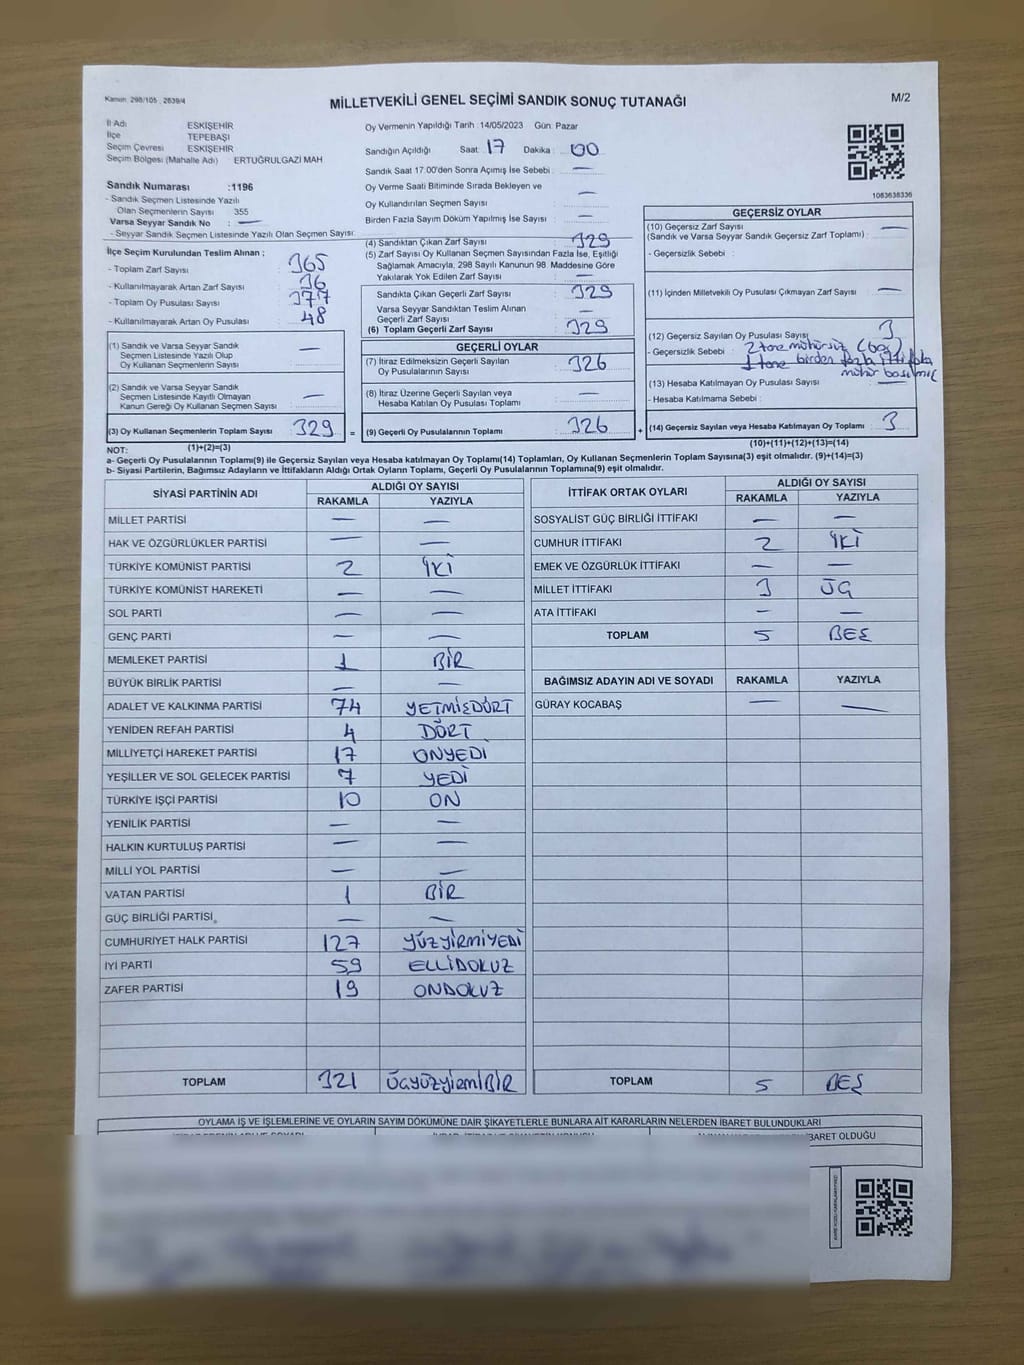 Kanun: 298/105 , 2839/4
MİLLETVEKİLİ GENEL SEÇİMİ SANDIK SONUÇ TUTANAĞI
M/2
İl Adı ESKİŞEHİR
İlçe TEPEBAŞI
Seçim Çevresi ESKİŞEHİR
Seçim Bölgesi (Mahalle Adı) ERTUĞRULGAZİ MAH
Sandık Numarası :1196
- Sandık Seçmen Listesinde Yazılı
Olan Seçmenlerin Sayısı 355
Varsa Seyyar Sandık No : —
- Seyyar Sandık Seçmen Listesinde Yazılı Olan Seçmen Sayısı:
İlçe Seçim Kurulundan Teslim Alınan ;
- Toplam Zarf Sayısı : 365
- Kullanılmayarak Artan Zarf Sayısı : 36
- Toplam Oy Pusulası Sayısı : 377
- Kullanılmayarak Artan Oy Pusulası : 48
Oy Vermenin Yapıldığı Tarih :14/05/2023 Gün: Pazar
Sandığın Açıldığı Saat: 17 Dakika : 00
Sandık Saat 17.00'den Sonra Açımış İse Sebebi : —
Oy Verme Saati Bitiminde Sırada Bekleyen ve
Oy Kullandırılan Seçmen Sayısı : —
Birden Fazla Sayım Döküm Yapılmış İse Sayısı : —
(4) Sandıktan Çıkan Zarf Sayısı : 329
(5) Zarf Sayısı, Oy Kullanan Seçmen Sayısından Fazla İse, Eşitliği
Sağlamak Amacıyla, 298 Sayılı Kanunun 98. Maddesine Göre
Yakılarak Yok Edilen Zarf Sayısı : —
Sandıkta Çıkan Geçerli Zarf Sayısı : 329
Varsa Seyyar Sandıktan Teslim Alınan
Geçerli Zarf Sayısı : —
(6) Toplam Geçerli Zarf Sayısı : 329
1083638336
GEÇERSİZ OYLAR
(10) Geçersiz Zarf Sayısı
(Sandık ve Varsa Seyyar Sandık Geçersiz Zarf Toplamı) : —
- Geçersizlik Sebebi :
(11) İçinden Milletvekili Oy Pusulası Çıkmayan Zarf Sayısı : —
(12) Geçersiz Sayılan Oy Pusulası Sayısı : 3
- Geçersizlik Sebebi : 2 tane mühürsüz (boş)
1 tane birden fazla ittifaka
mühür basılmış
(13) Hesaba Katılmayan Oy Pusulası Sayısı : —
- Hesaba Katılmama Sebebi :
(14) Geçersiz Sayılan veya Hesaba Katılmayan Oy Toplamı : 3
(10)+(11)+(12)+(13)=(14)
(1) Sandık ve Varsa Seyyar Sandık
Seçmen Listesinde Yazılı Olup
Oy Kullanan Seçmenlerin Sayısı : —
(2) Sandık ve Varsa Seyyar Sandık
Seçmen Listesinde Kayıtlı Olmayan
Kanun Gereği Oy Kullanan Seçmen Sayısı : —
(3) Oy Kullanan Seçmenlerin Toplam Sayısı : 329 =
(1)+(2)=(3)
GEÇERLİ OYLAR
(7) İtiraz Edilmeksizin Geçerli Sayılan
Oy Pusulalarının Sayısı : 326
(8) İtiraz Üzerine Geçerli Sayılan veya
Hesaba Katılan Oy Pusulası Toplamı : —
(9) Geçerli Oy Pusulalarının Toplamı : 326 +
NOT:
a- Geçerli Oy Pusulaları Toplamı(9) ile Geçersiz Sayılan veya Hesaba katılmayan Oy Toplamı(14) Toplamları, Oy Kullanan Seçmenlerin Toplam Sayısına(3) eşit olmalıdır. (9)+(14)=(3)
b- Siyasi Partilerin, Bağımsız Adayların ve İttifakların Aldığı Ortak Oyların Toplamı, Geçerli Oy Pusulalarının Toplamına(9) eşit olmalıdır.
SİYASİ PARTİNİN ADI ALDIĞI OY SAYISI
RAKAMLA YAZIYLA
MİLLET PARTİSİ — —
HAK VE ÖZGÜRLÜKLER PARTİSİ — —
TÜRKİYE KOMÜNİST PARTİSİ 2 İKİ
TÜRKİYE KOMÜNİST HAREKETİ — —
SOL PARTİ — —
GENÇ PARTİ — —
MEMLEKET PARTİSİ 1 BİR
BÜYÜK BİRLİK PARTİSİ — —
ADALET VE KALKINMA PARTİSİ 74 YETMİŞDÖRT
YENİDEN REFAH PARTİSİ 4 DÖRT
MİLLİYETÇİ HAREKET PARTİSİ 17 ONYEDİ
YEŞİLLER VE SOL GELECEK PARTİSİ 7 YEDİ
TÜRKİYE İŞÇİ PARTİSİ 10 ON
YENİLİK PARTİSİ — —
HALKIN KURTULUŞ PARTİSİ — —
MİLLİ YOL PARTİSİ — —
VATAN PARTİSİ 1 BİR
GÜÇ BİRLİĞİ PARTİSİ — —
CUMHURİYET HALK PARTİSİ 127 YÜZYİRMİYEDİ
İYİ PARTİ 59 ELLİDOKUZ
ZAFER PARTİSİ 19 ONDOKUZ
TOPLAM 321 ÜÇYÜZYİRMİBİR
İTTİFAK ORTAK OYLARI ALDIĞI OY SAYISI
RAKAMLA YAZIYLA
SOSYALİST GÜÇ BİRLİĞİ İTTİFAKI — —
CUMHUR İTTİFAKI 2 İKİ
EMEK VE ÖZGÜRLÜK İTTİFAKI — —
MİLLET İTTİFAKI 3 ÜÇ
ATA İTTİFAKI — —
TOPLAM 5 BEŞ
BAĞIMSIZ ADAYIN ADI VE SOYADI RAKAMLA YAZIYLA
GÜRAY KOCABAŞ — —
TOPLAM 5 BEŞ
OYLAMA İŞ VE İŞLEMLERİNE VE OYLARIN SAYIM DÖKÜMÜNE DAİR ŞİKAYETLERLE BUNLARA AİT KARARLARIN NELERDEN İBARET BULUNDUKLARI
İBARET OLDUĞU